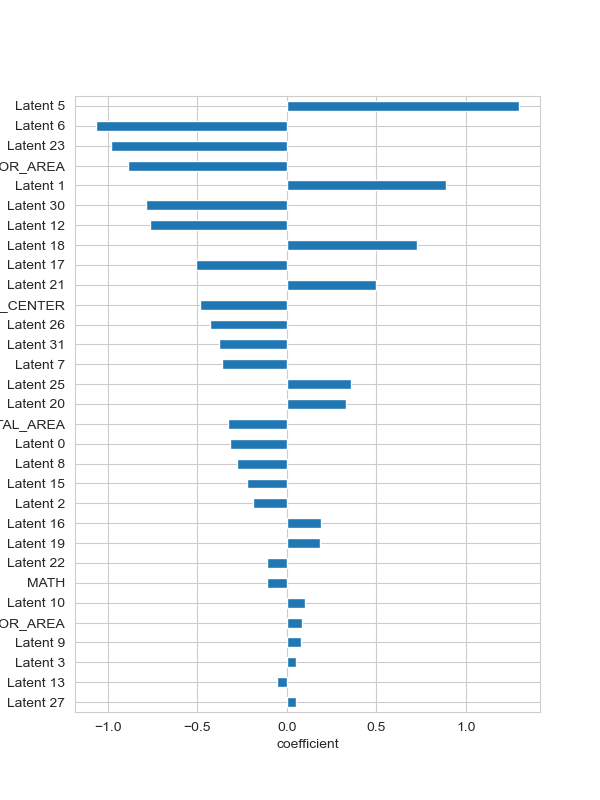 Latent 5
Latent 6
Latent 23
OR_AREA
Latent 1
Latent 30
Latent 12
Latent 18
Latent 17
Latent 21
_CENTER
Latent 26
Latent 31
Latent 7
Latent 25
Latent 20
TAL_AREA
Latent 0
Latent 8
Latent 15
Latent 2
Latent 16
Latent 19
Latent 22
MATH
Latent 10
OR_AREA
Latent 9
Latent 3
Latent 13
Latent 27
−1.0 −0.5 0.0 0.5 1.0
coefficient